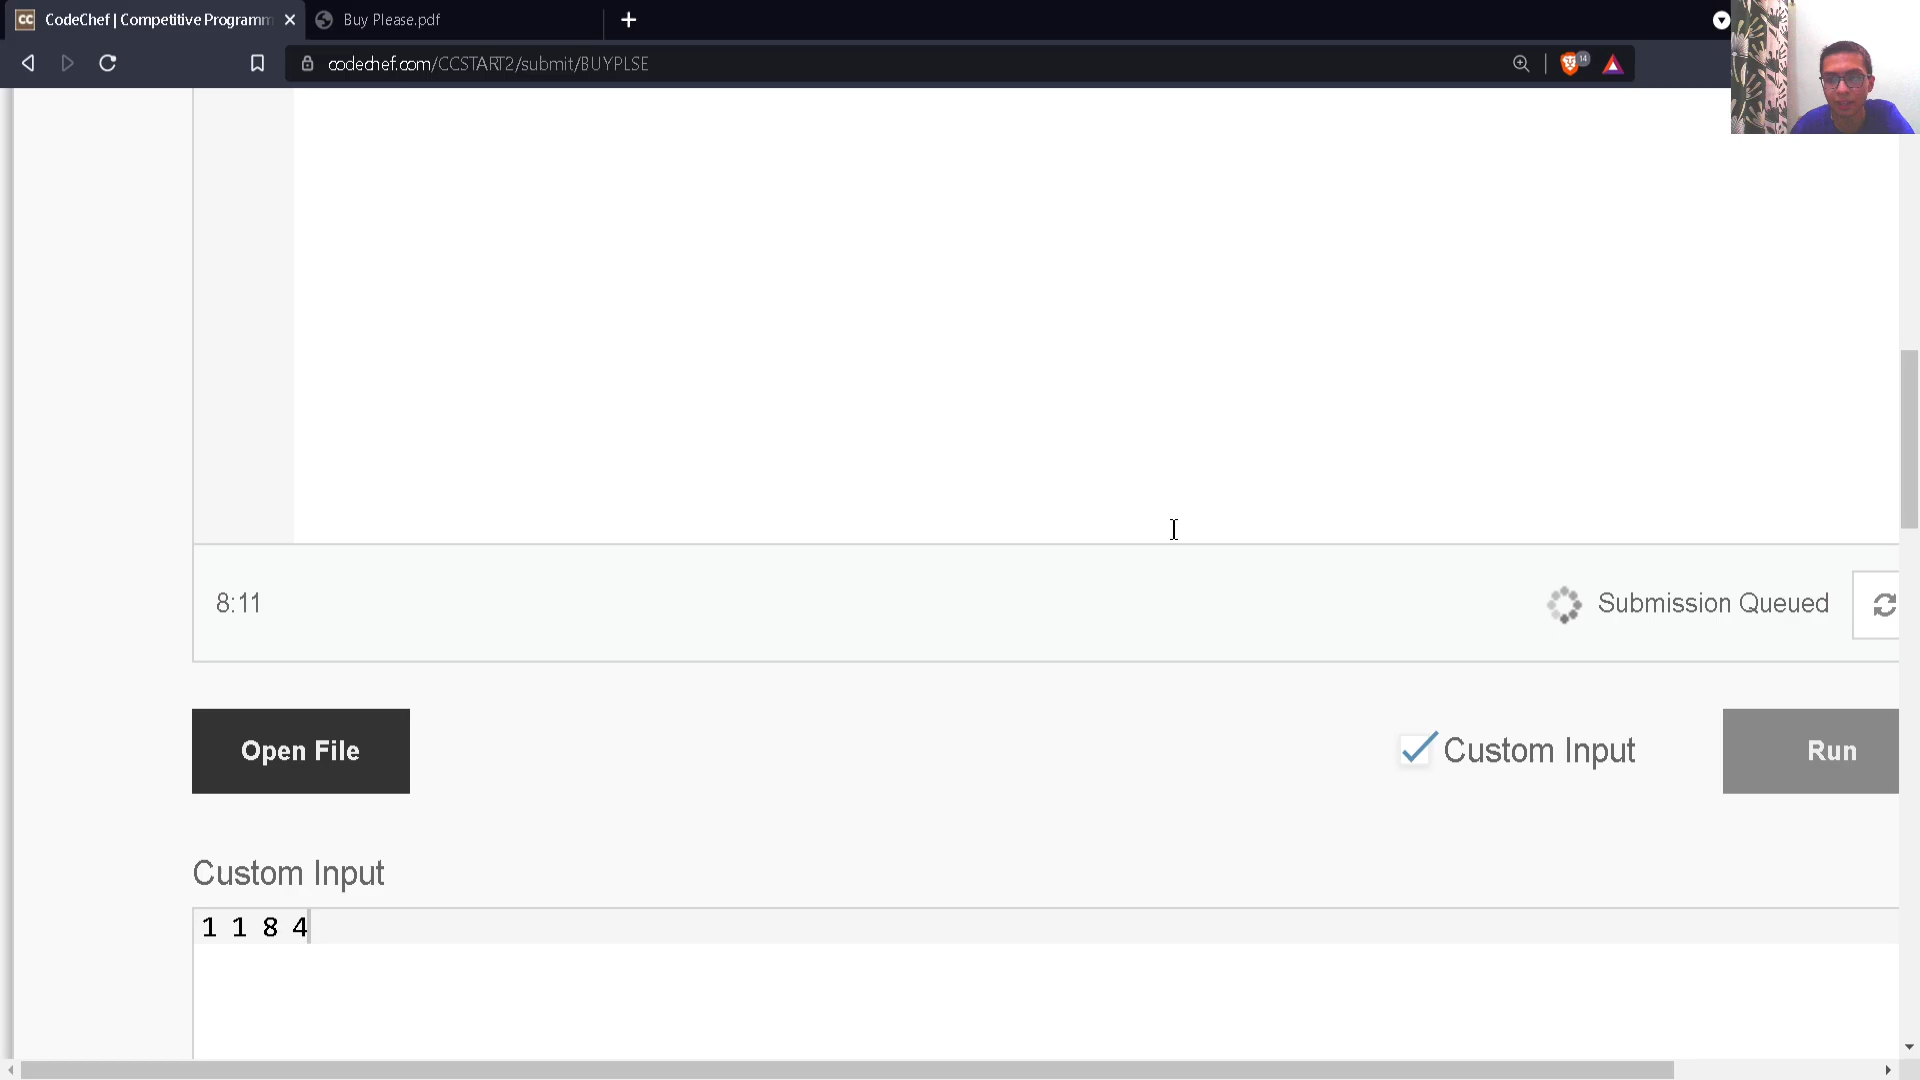 CodeChef | Competitive Programm
Buy Please.pdf
codechef.com/CCSTART2/submit/BUYPLSE
14
8:11
Submission Queued
Open File
Custom Input
Run
Custom Input
1 1 8 4